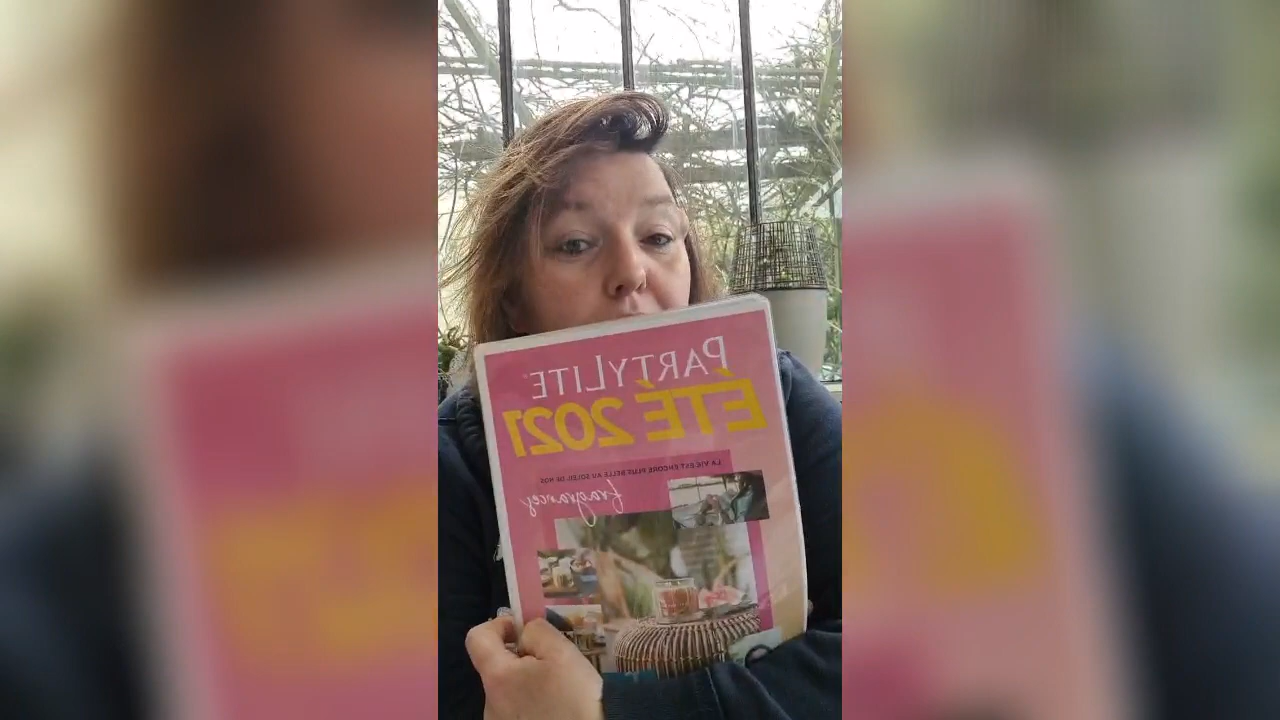 PARTYLITE
ÉTÉ 2021
LA VIE EST ENCORE PLUS BELLE AU SOLEIL DE NOS
fragrances